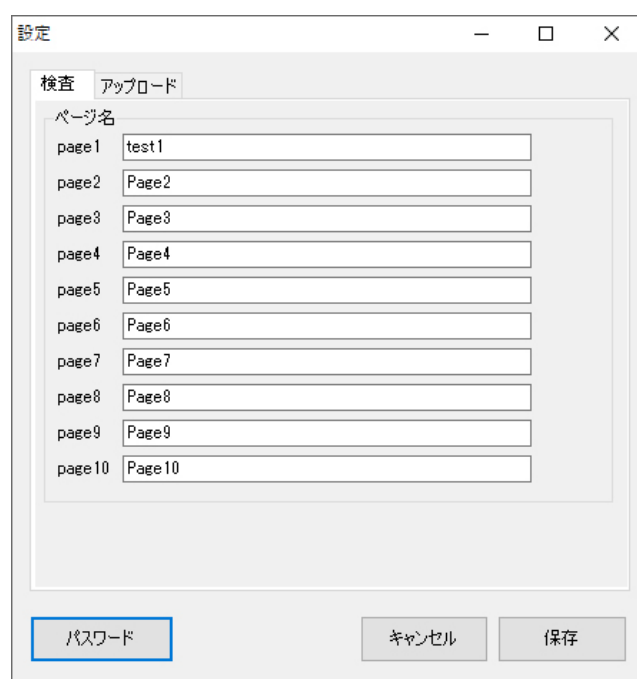 設定
検査 アップロード
ページ名
page1 test1
page2 Page2
page3 Page3
page4 Page4
page5 Page5
page6 Page6
page7 Page7
page8 Page8
page9 Page9
page10 Page10
パスワード キャンセル 保存